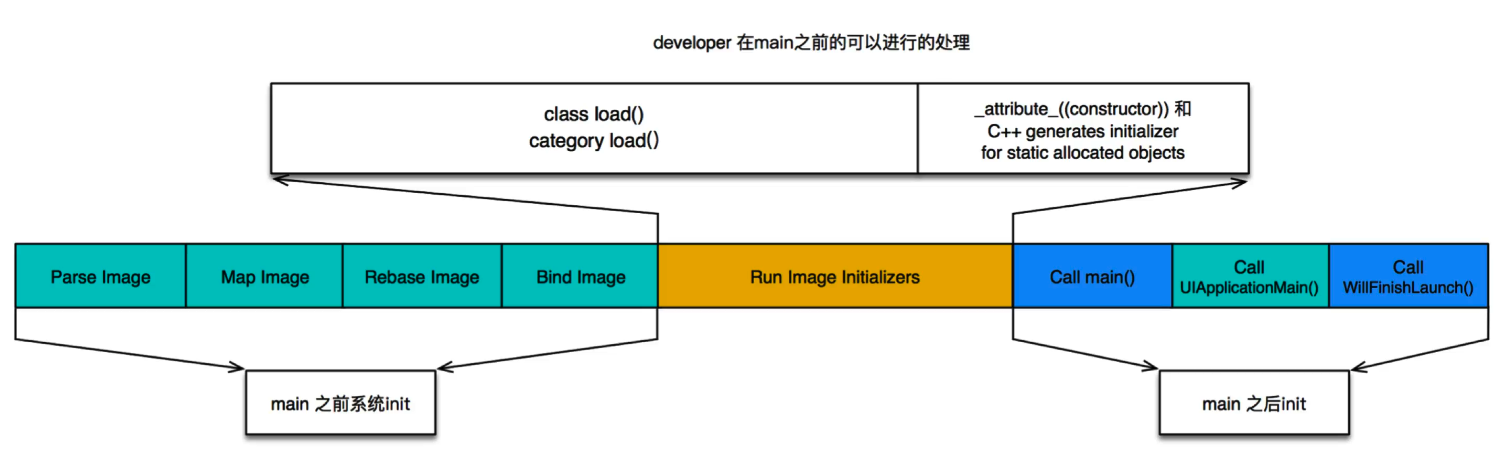 developer 在main之前的可以进行的处理
class load()
category load()
_attribute_((constructor)) 和
C++ generates initializer
for static allocated objects
Parse Image
Map Image
Rebase Image
Bind Image
Run Image Initializers
Call main()
Call
UIApplicationMain()
Call
WillFinishLaunch()
main 之前系统init
main 之后init